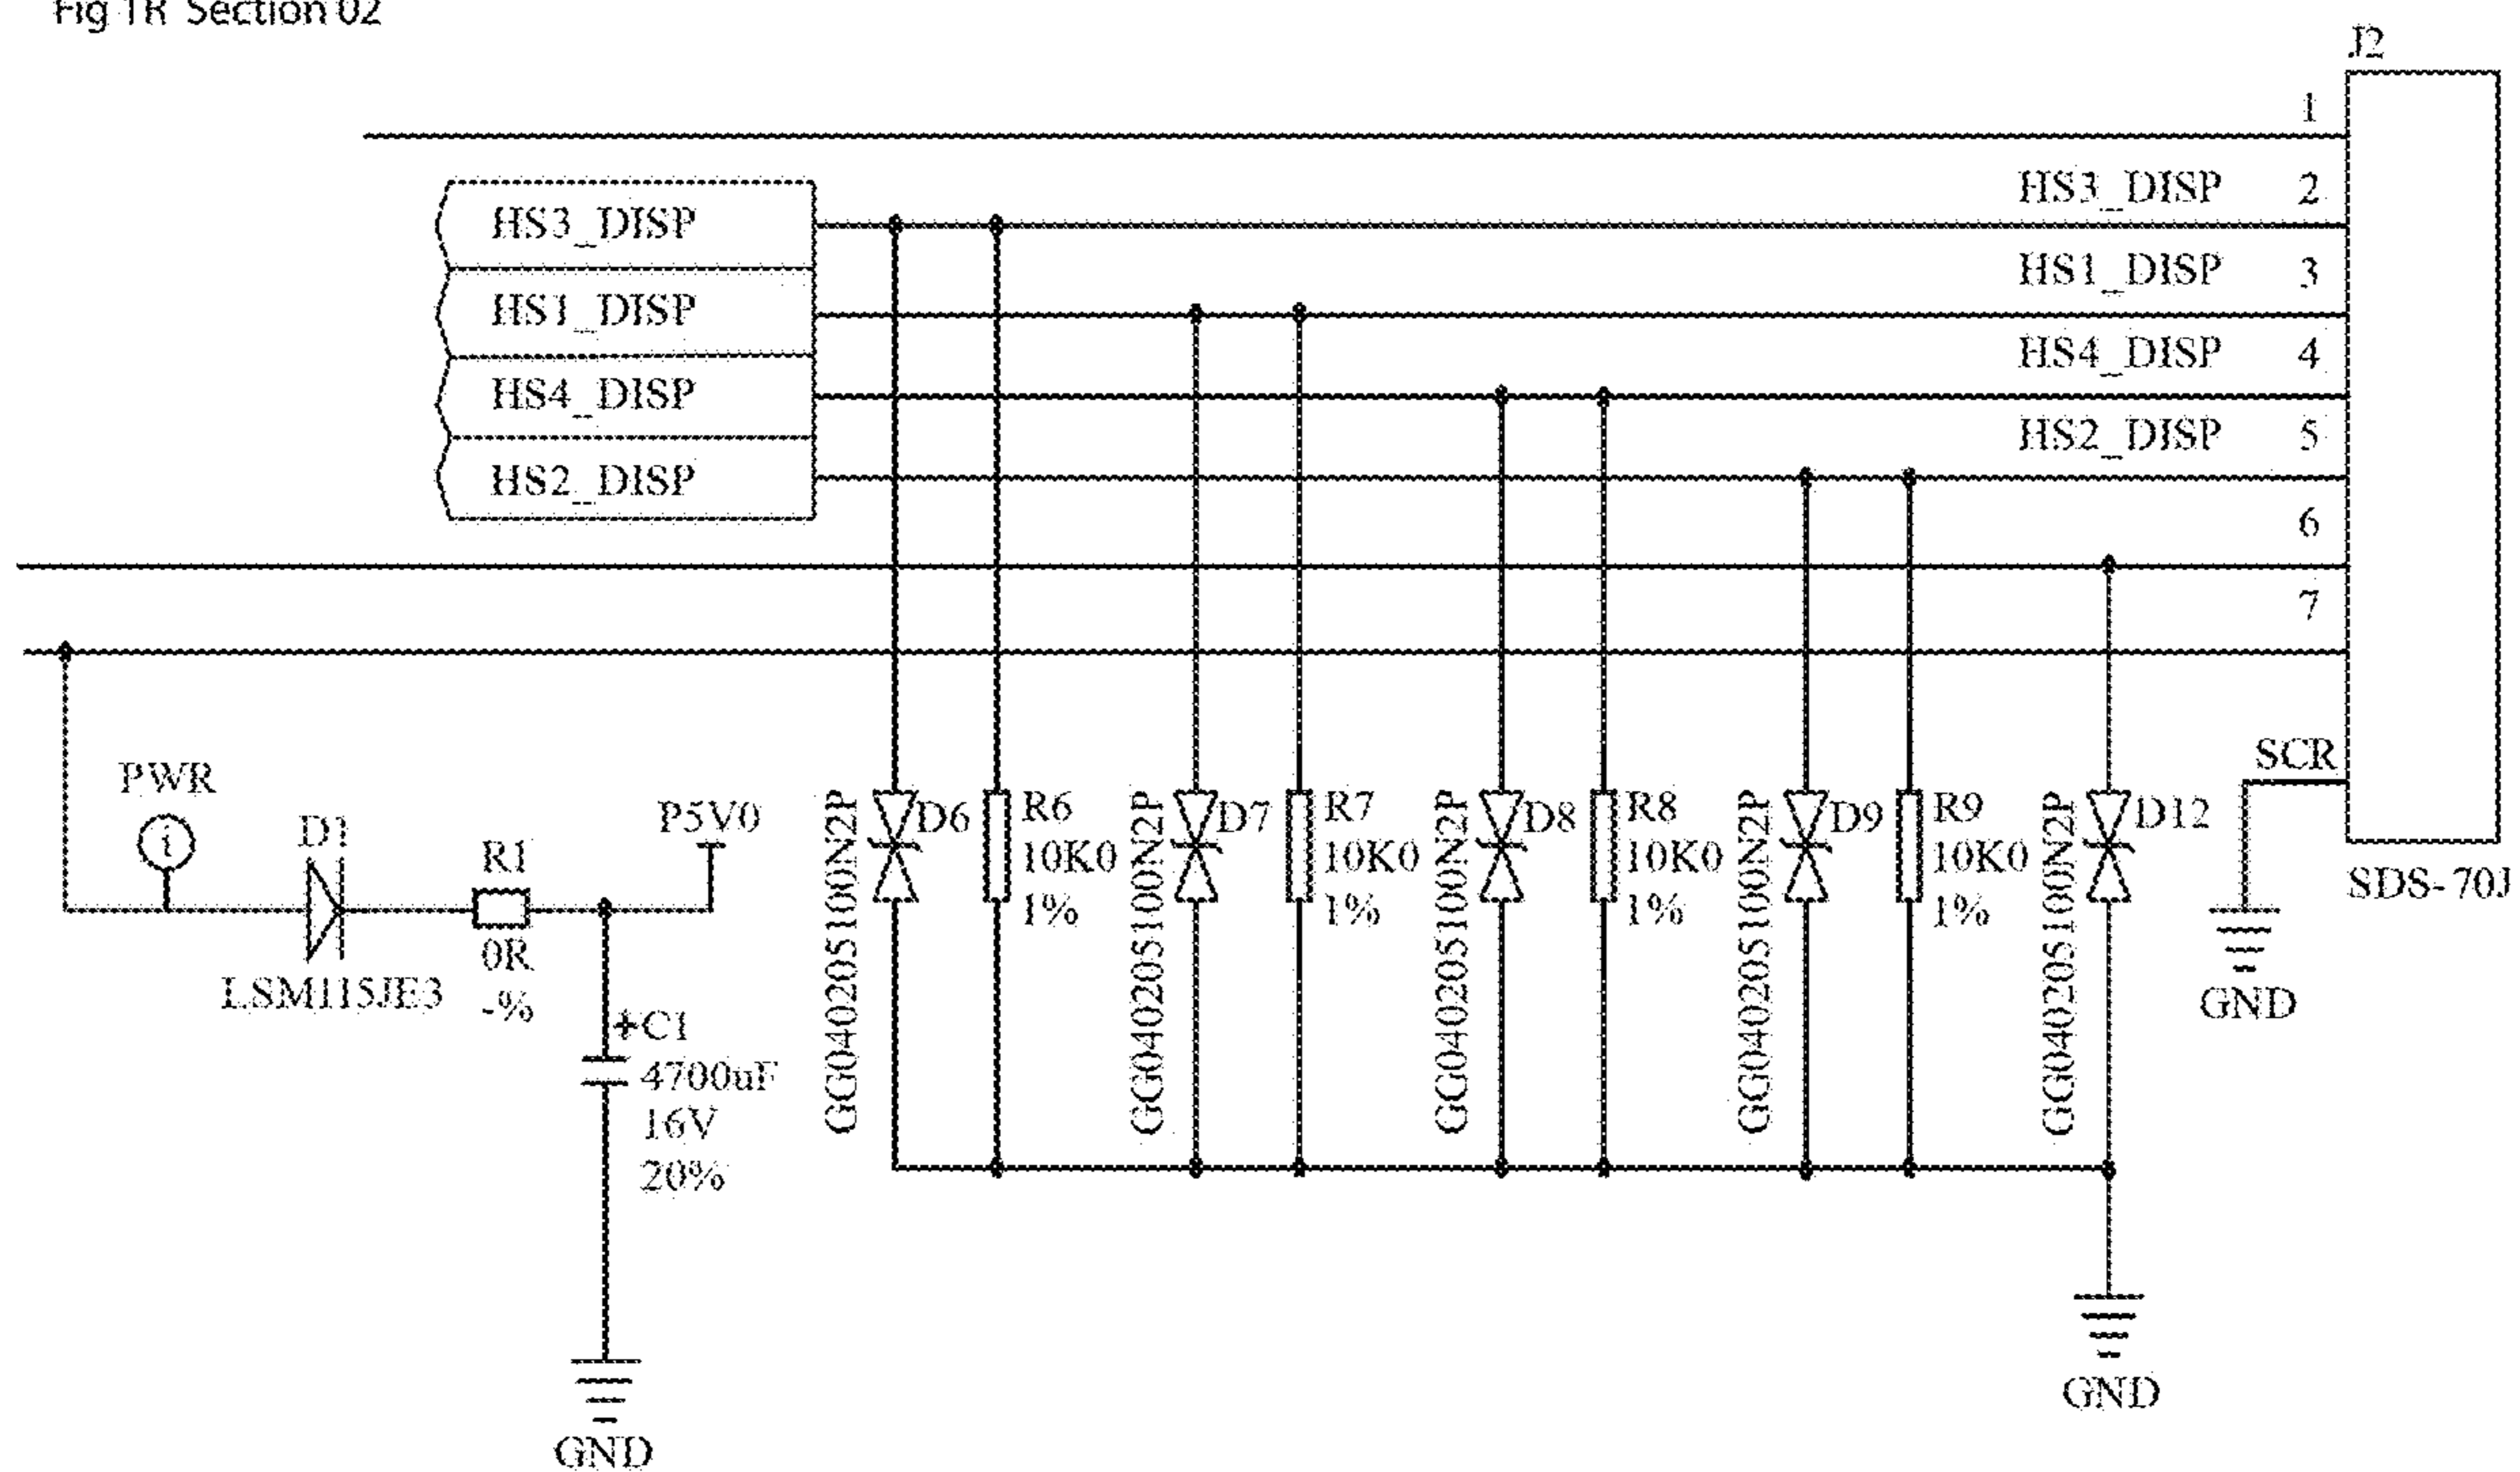 Fig 1R Section 02
J2
1
HS3_DISP
HS3_DISP 2
HS1_DISP
HS1_DISP 3
HS4_DISP
HS4_DISP 4
HS2_DISP
HS2_DISP 5
6
7
SCR
SDS-70J
GND
PWR
i
D1
LSM115JE3
R1
0R
-%
P5V0
+C1
4700uF
16V
20%
GND
GG040205100N2P
D6
R6
10K0
1%
GG040205100N2P
D7
R7
10K0
1%
GG040205100N2P
D8
R8
10K0
1%
GG040205100N2P
D9
R9
10K0
1%
GG040205100N2P
D12
GND